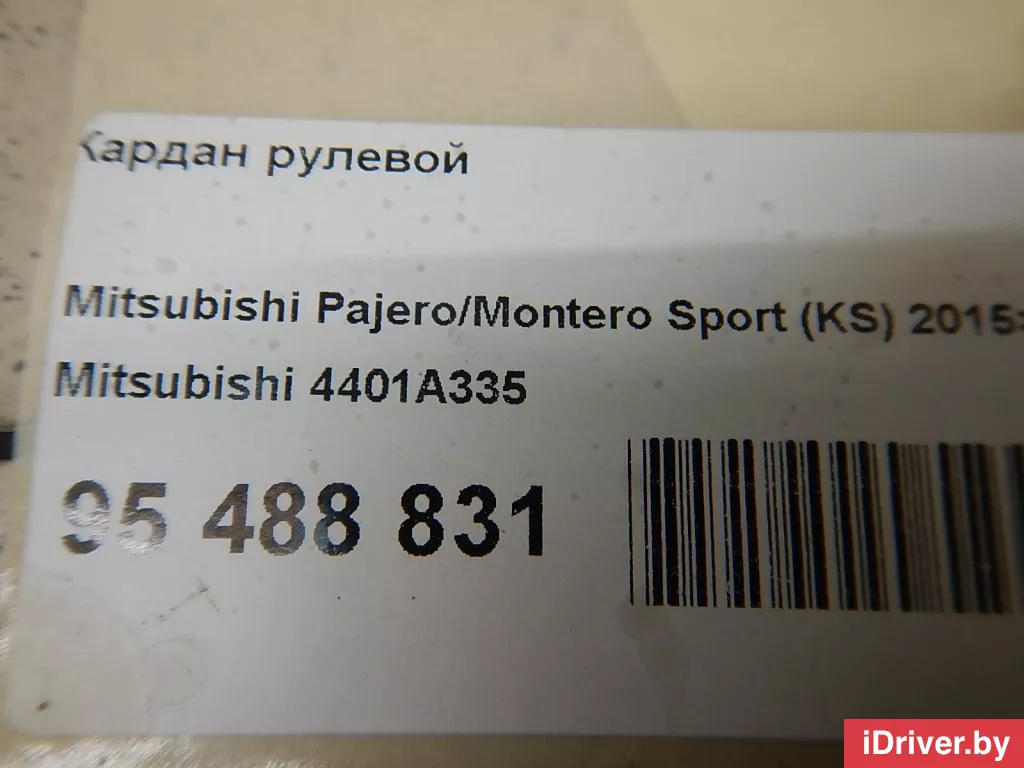 Кардан рулевой
Mitsubishi Pajero/Montero Sport (KS) 2015>
Mitsubishi 4401A335
95 488 831
iDriver.by